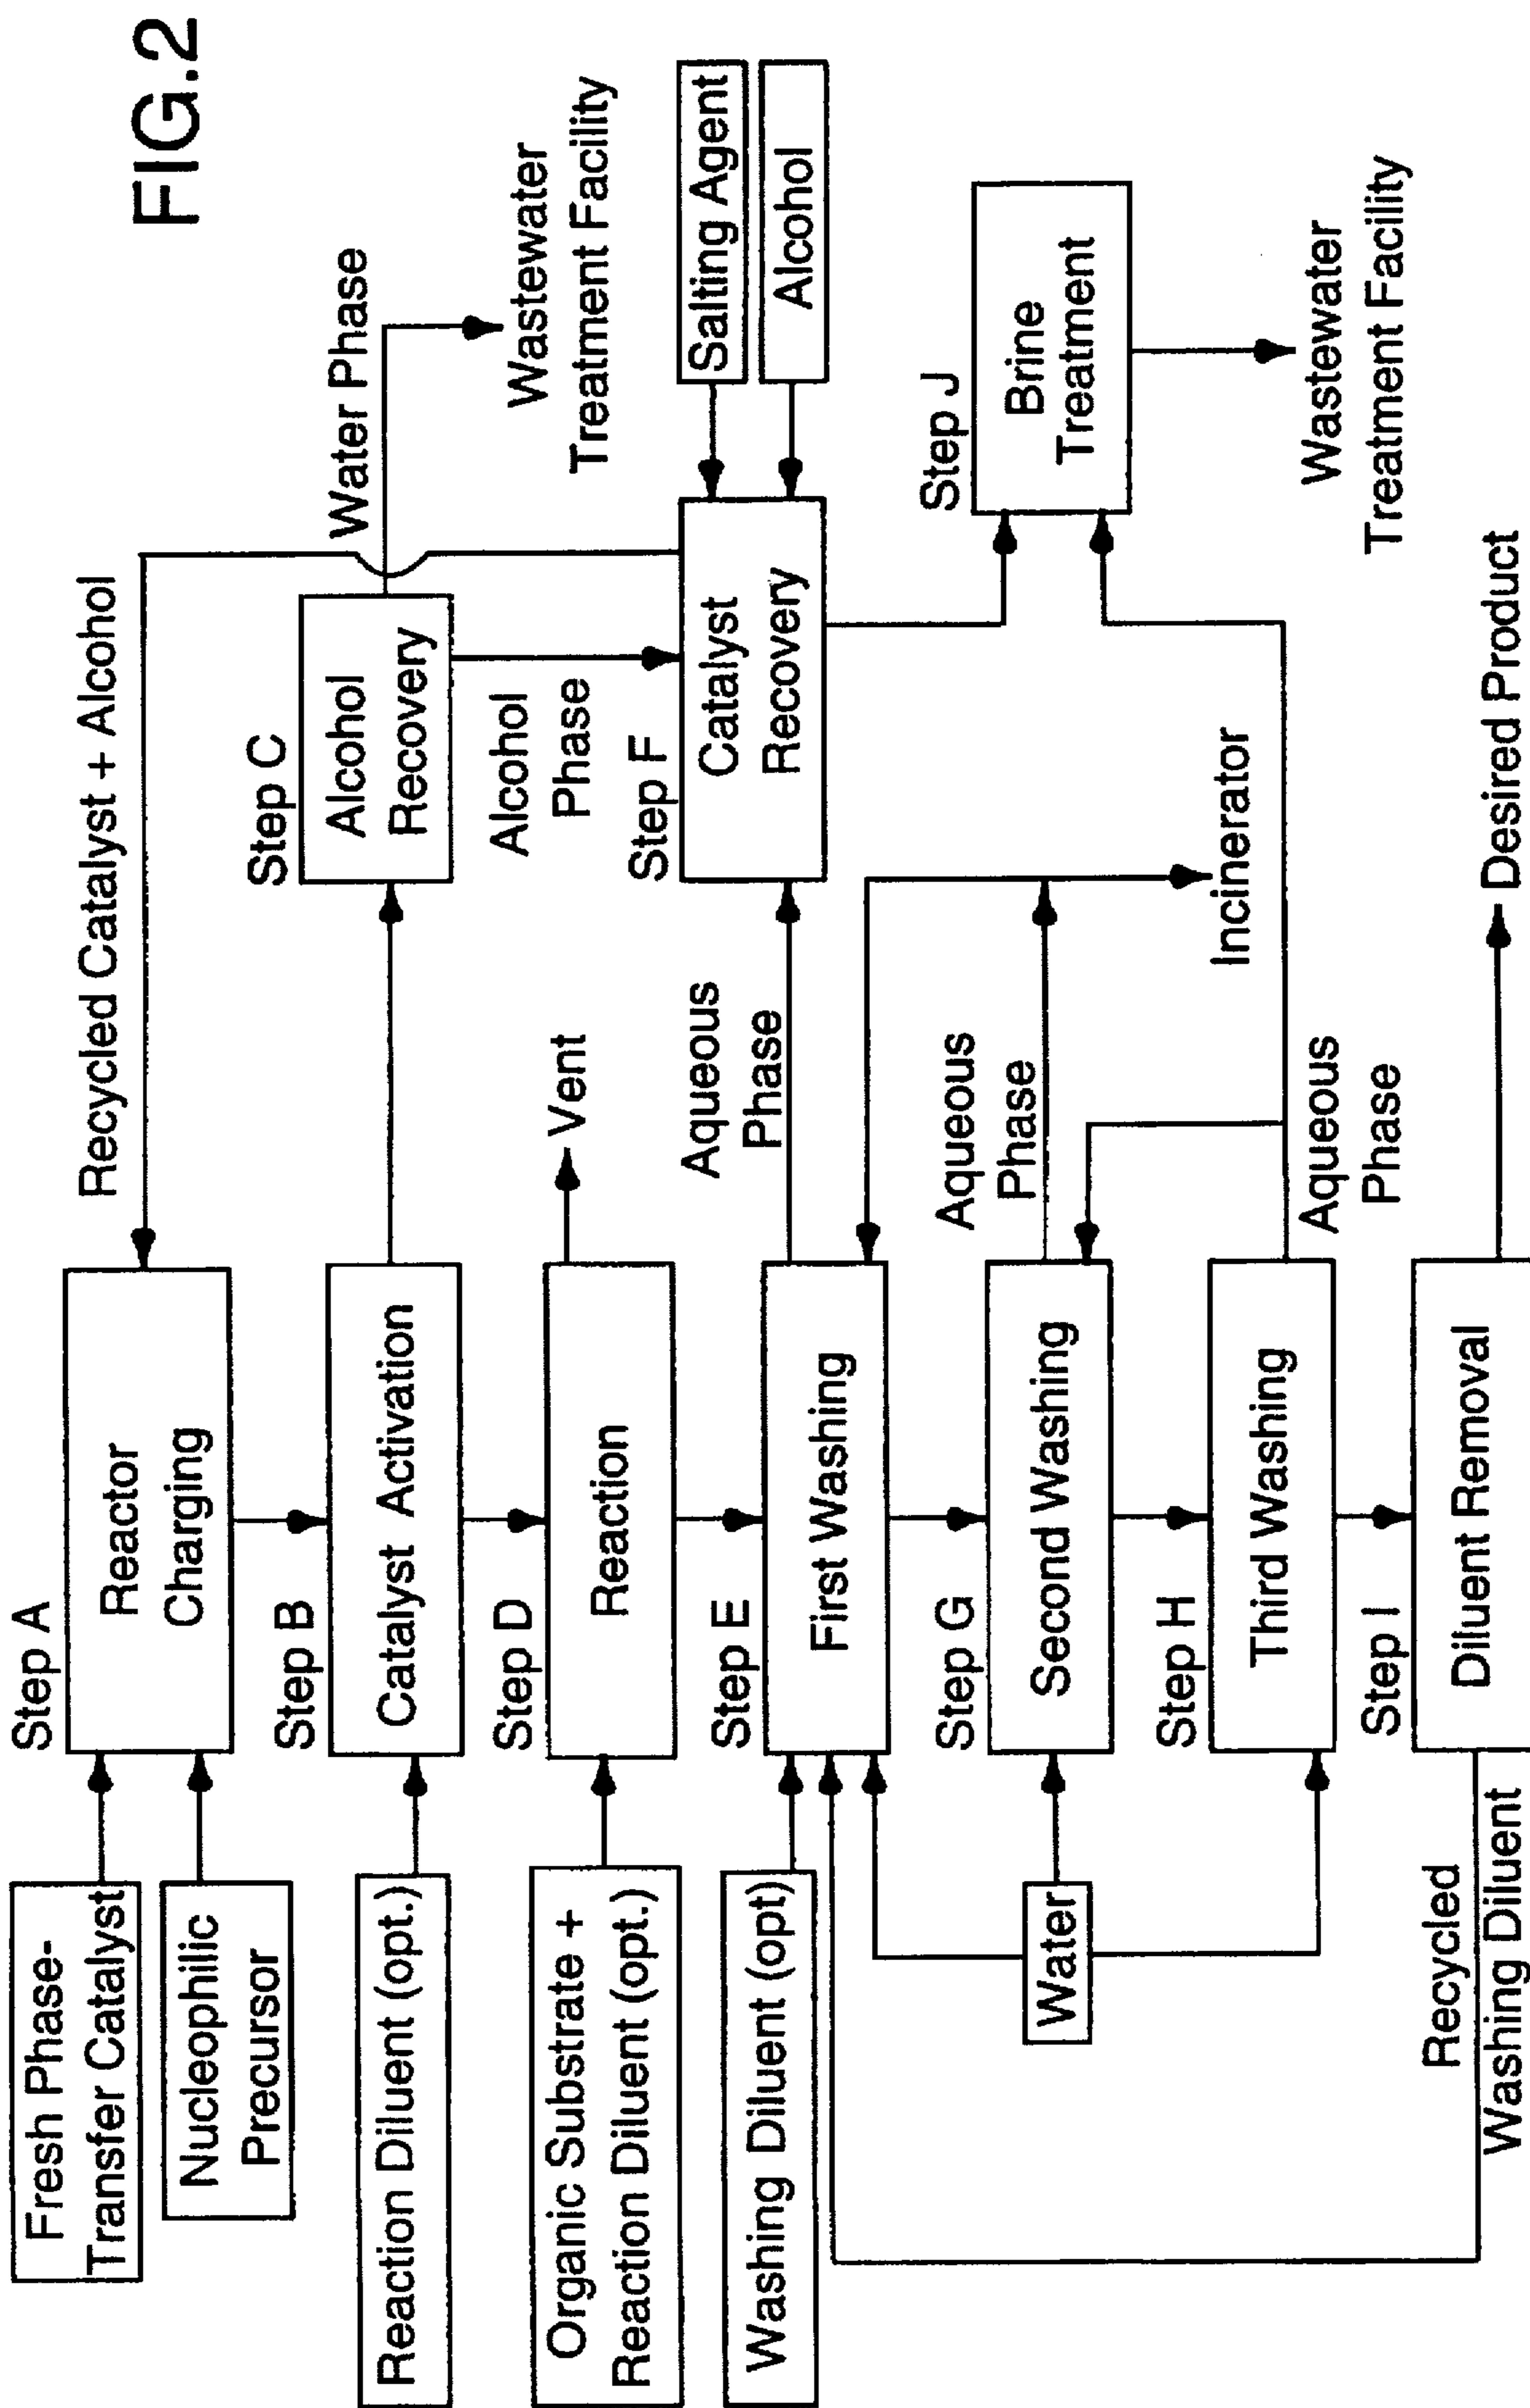 FIG.2
Recycled Catalyst + Alcohol
Step A
Reactor
Charging
Fresh Phase-
Transfer Catalyst
Nucleophilic
Precursor
Step B
Catalyst Activation
Reaction Diluent (opt.)
Step C
Alcohol
Recovery
Water Phase
Wastewater
Treatment Facility
Alcohol
Phase
Step D
Reaction
Organic Substrate +
Reaction Diluent (opt.)
Vent
Step E
First Washing
Washing Diluent (opt)
Aqueous
Phase
Step F
Catalyst
Recovery
Salting Agent
Alcohol
Step G
Second Washing
Water
Aqueous
Phase
Incinerator
Step J
Brine
Treatment
Wastewater
Treatment Facility
Step H
Third Washing
Aqueous
Phase
Step I
Diluent Removal
Recycled
Washing Diluent
Desired Product